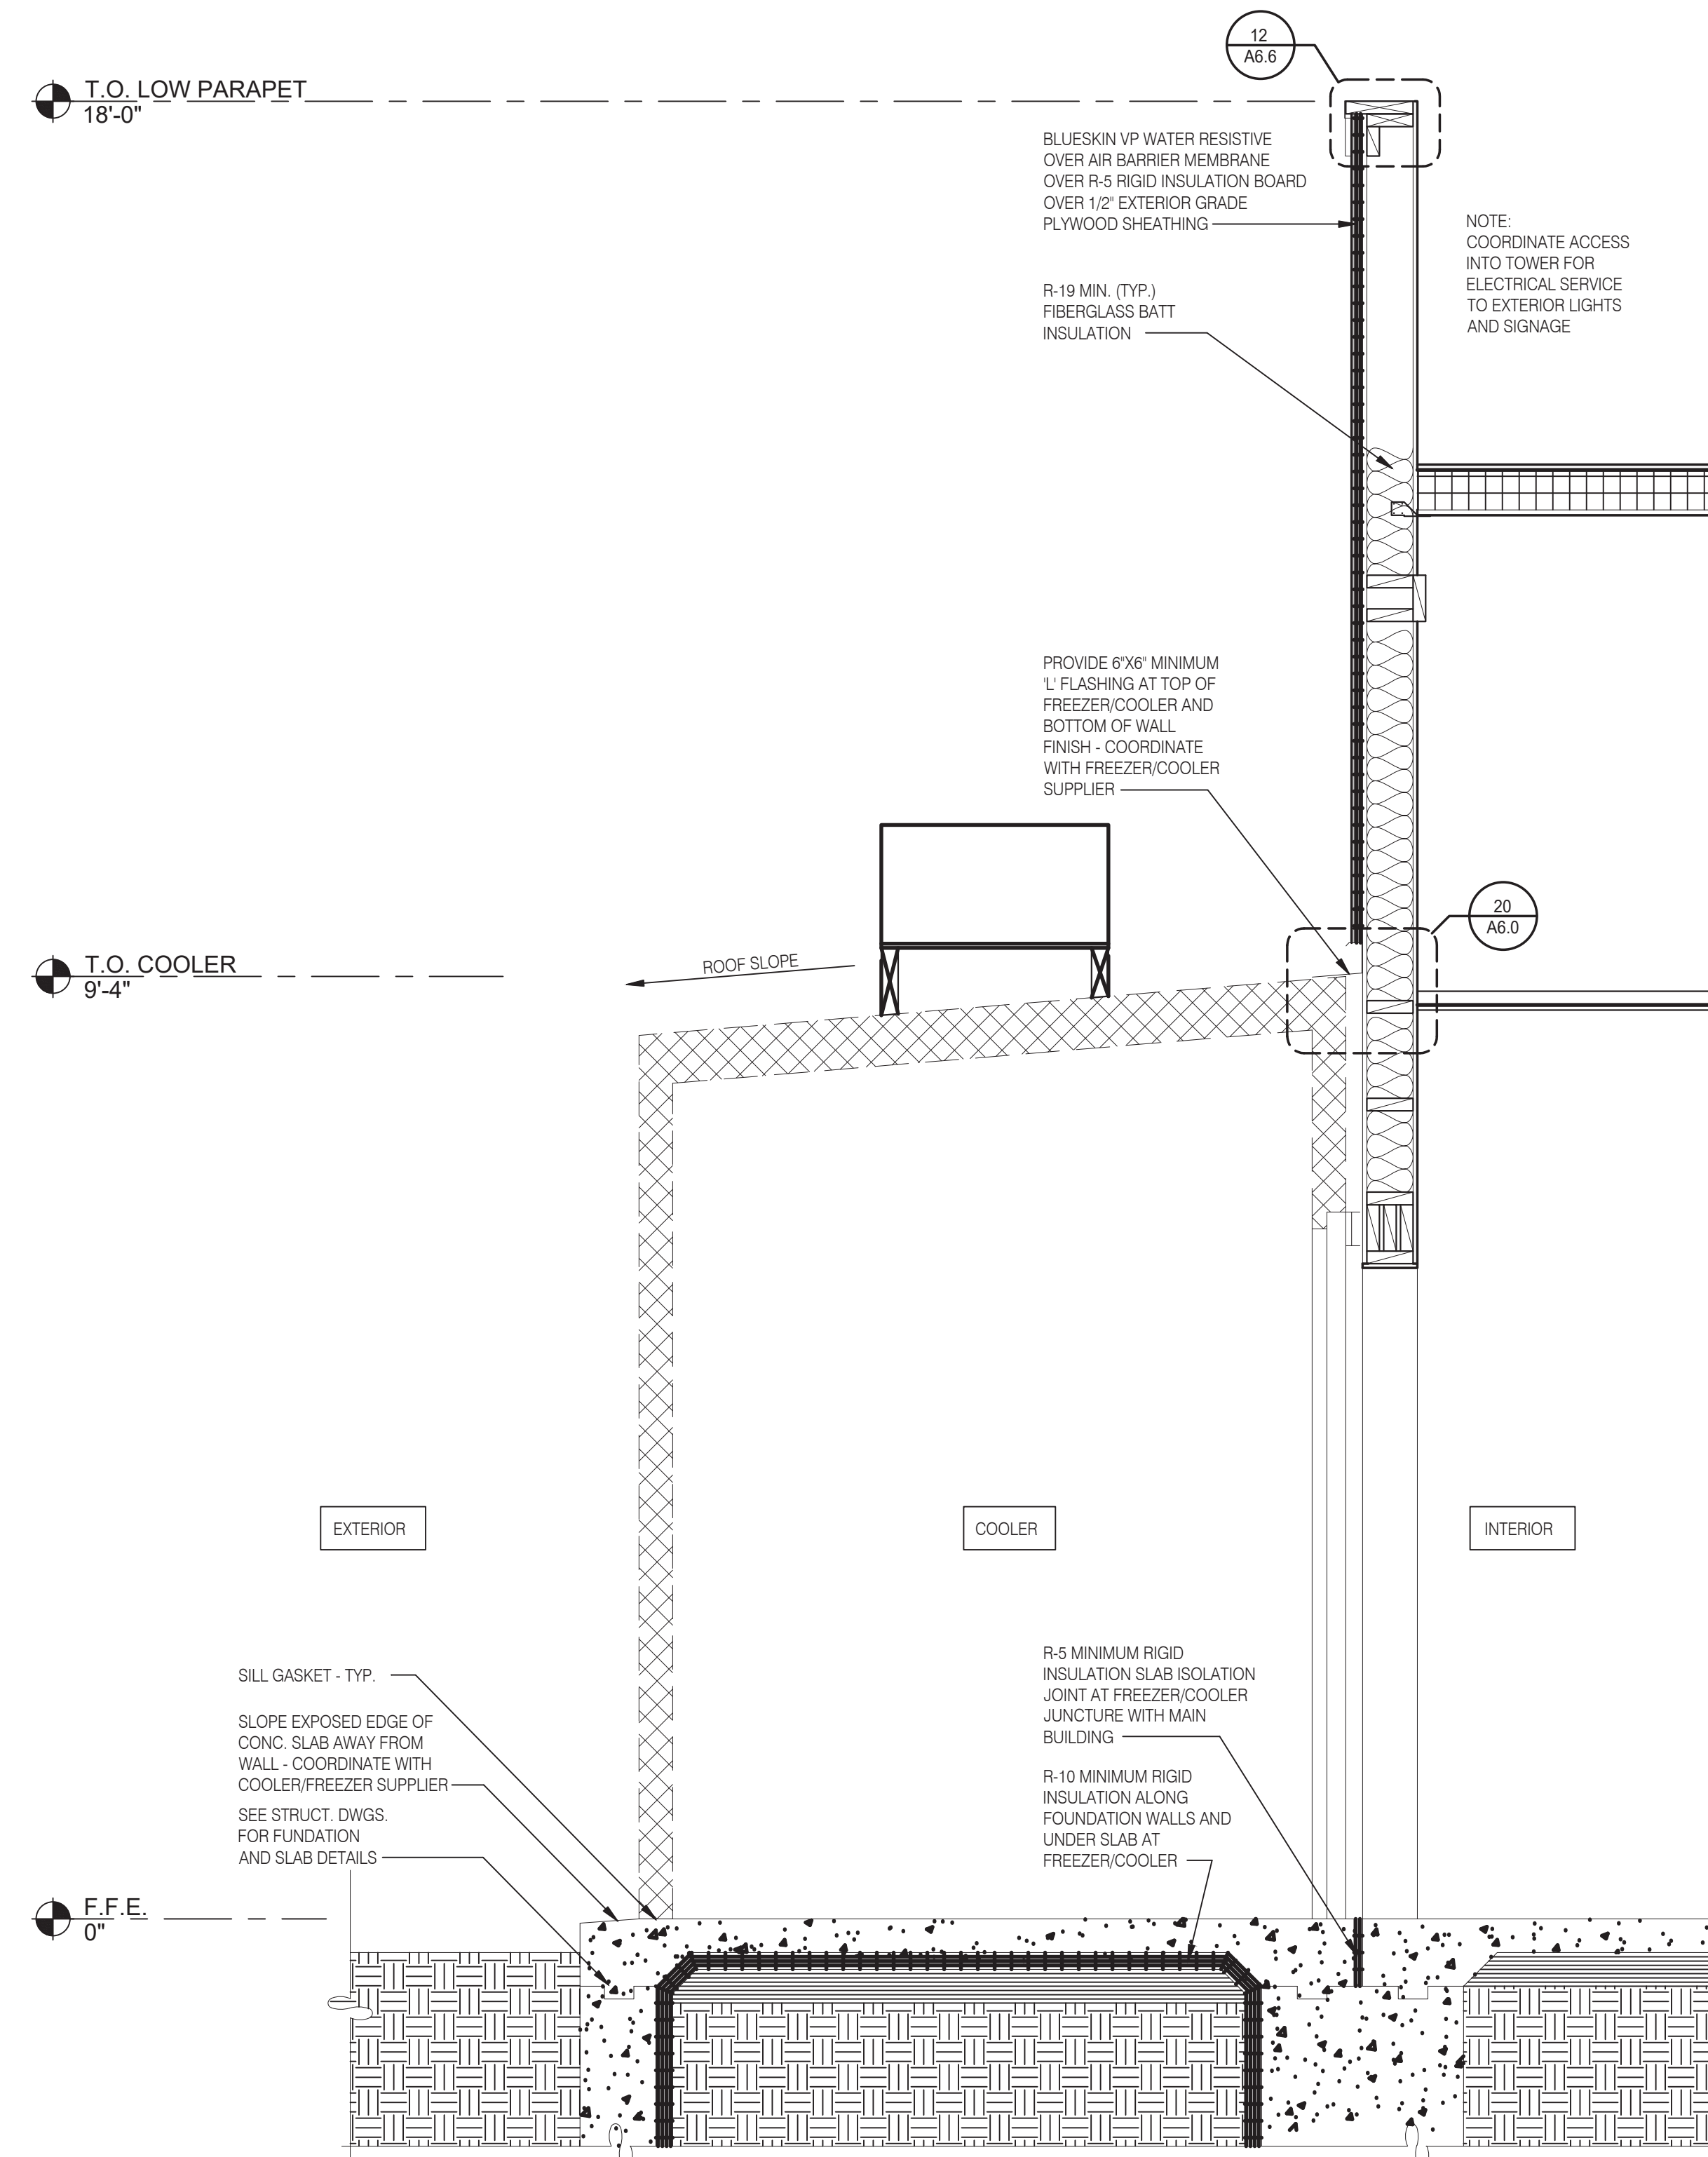 12
A6.6
T.O. LOW PARAPET
18'-0"
BLUESKIN VP WATER RESISTIVE
OVER AIR BARRIER MEMBRANE
OVER R-5 RIGID INSULATION BOARD
OVER 1/2" EXTERIOR GRADE
PLYWOOD SHEATHING
NOTE:
COORDINATE ACCESS
INTO TOWER FOR
ELECTRICAL SERVICE
TO EXTERIOR LIGHTS
AND SIGNAGE
R-19 MIN. (TYP.)
FIBERGLASS BATT
INSULATION
PROVIDE 6"X6" MINIMUM
'L' FLASHING AT TOP OF
FREEZER/COOLER AND
BOTTOM OF WALL
FINISH - COORDINATE
WITH FREEZER/COOLER
SUPPLIER
20
A6.0
T.O. COOLER
9'-4"
ROOF SLOPE
EXTERIOR
COOLER
INTERIOR
SILL GASKET - TYP.
SLOPE EXPOSED EDGE OF
CONC. SLAB AWAY FROM
WALL - COORDINATE WITH
COOLER/FREEZER SUPPLIER
SEE STRUCT. DWGS.
FOR FUNDATION
AND SLAB DETAILS
R-5 MINIMUM RIGID
INSULATION SLAB ISOLATION
JOINT AT FREEZER/COOLER
JUNCTURE WITH MAIN
BUILDING
R-10 MINIMUM RIGID
INSULATION ALONG
FOUNDATION WALLS AND
UNDER SLAB AT
FREEZER/COOLER
F.F.E.
0"